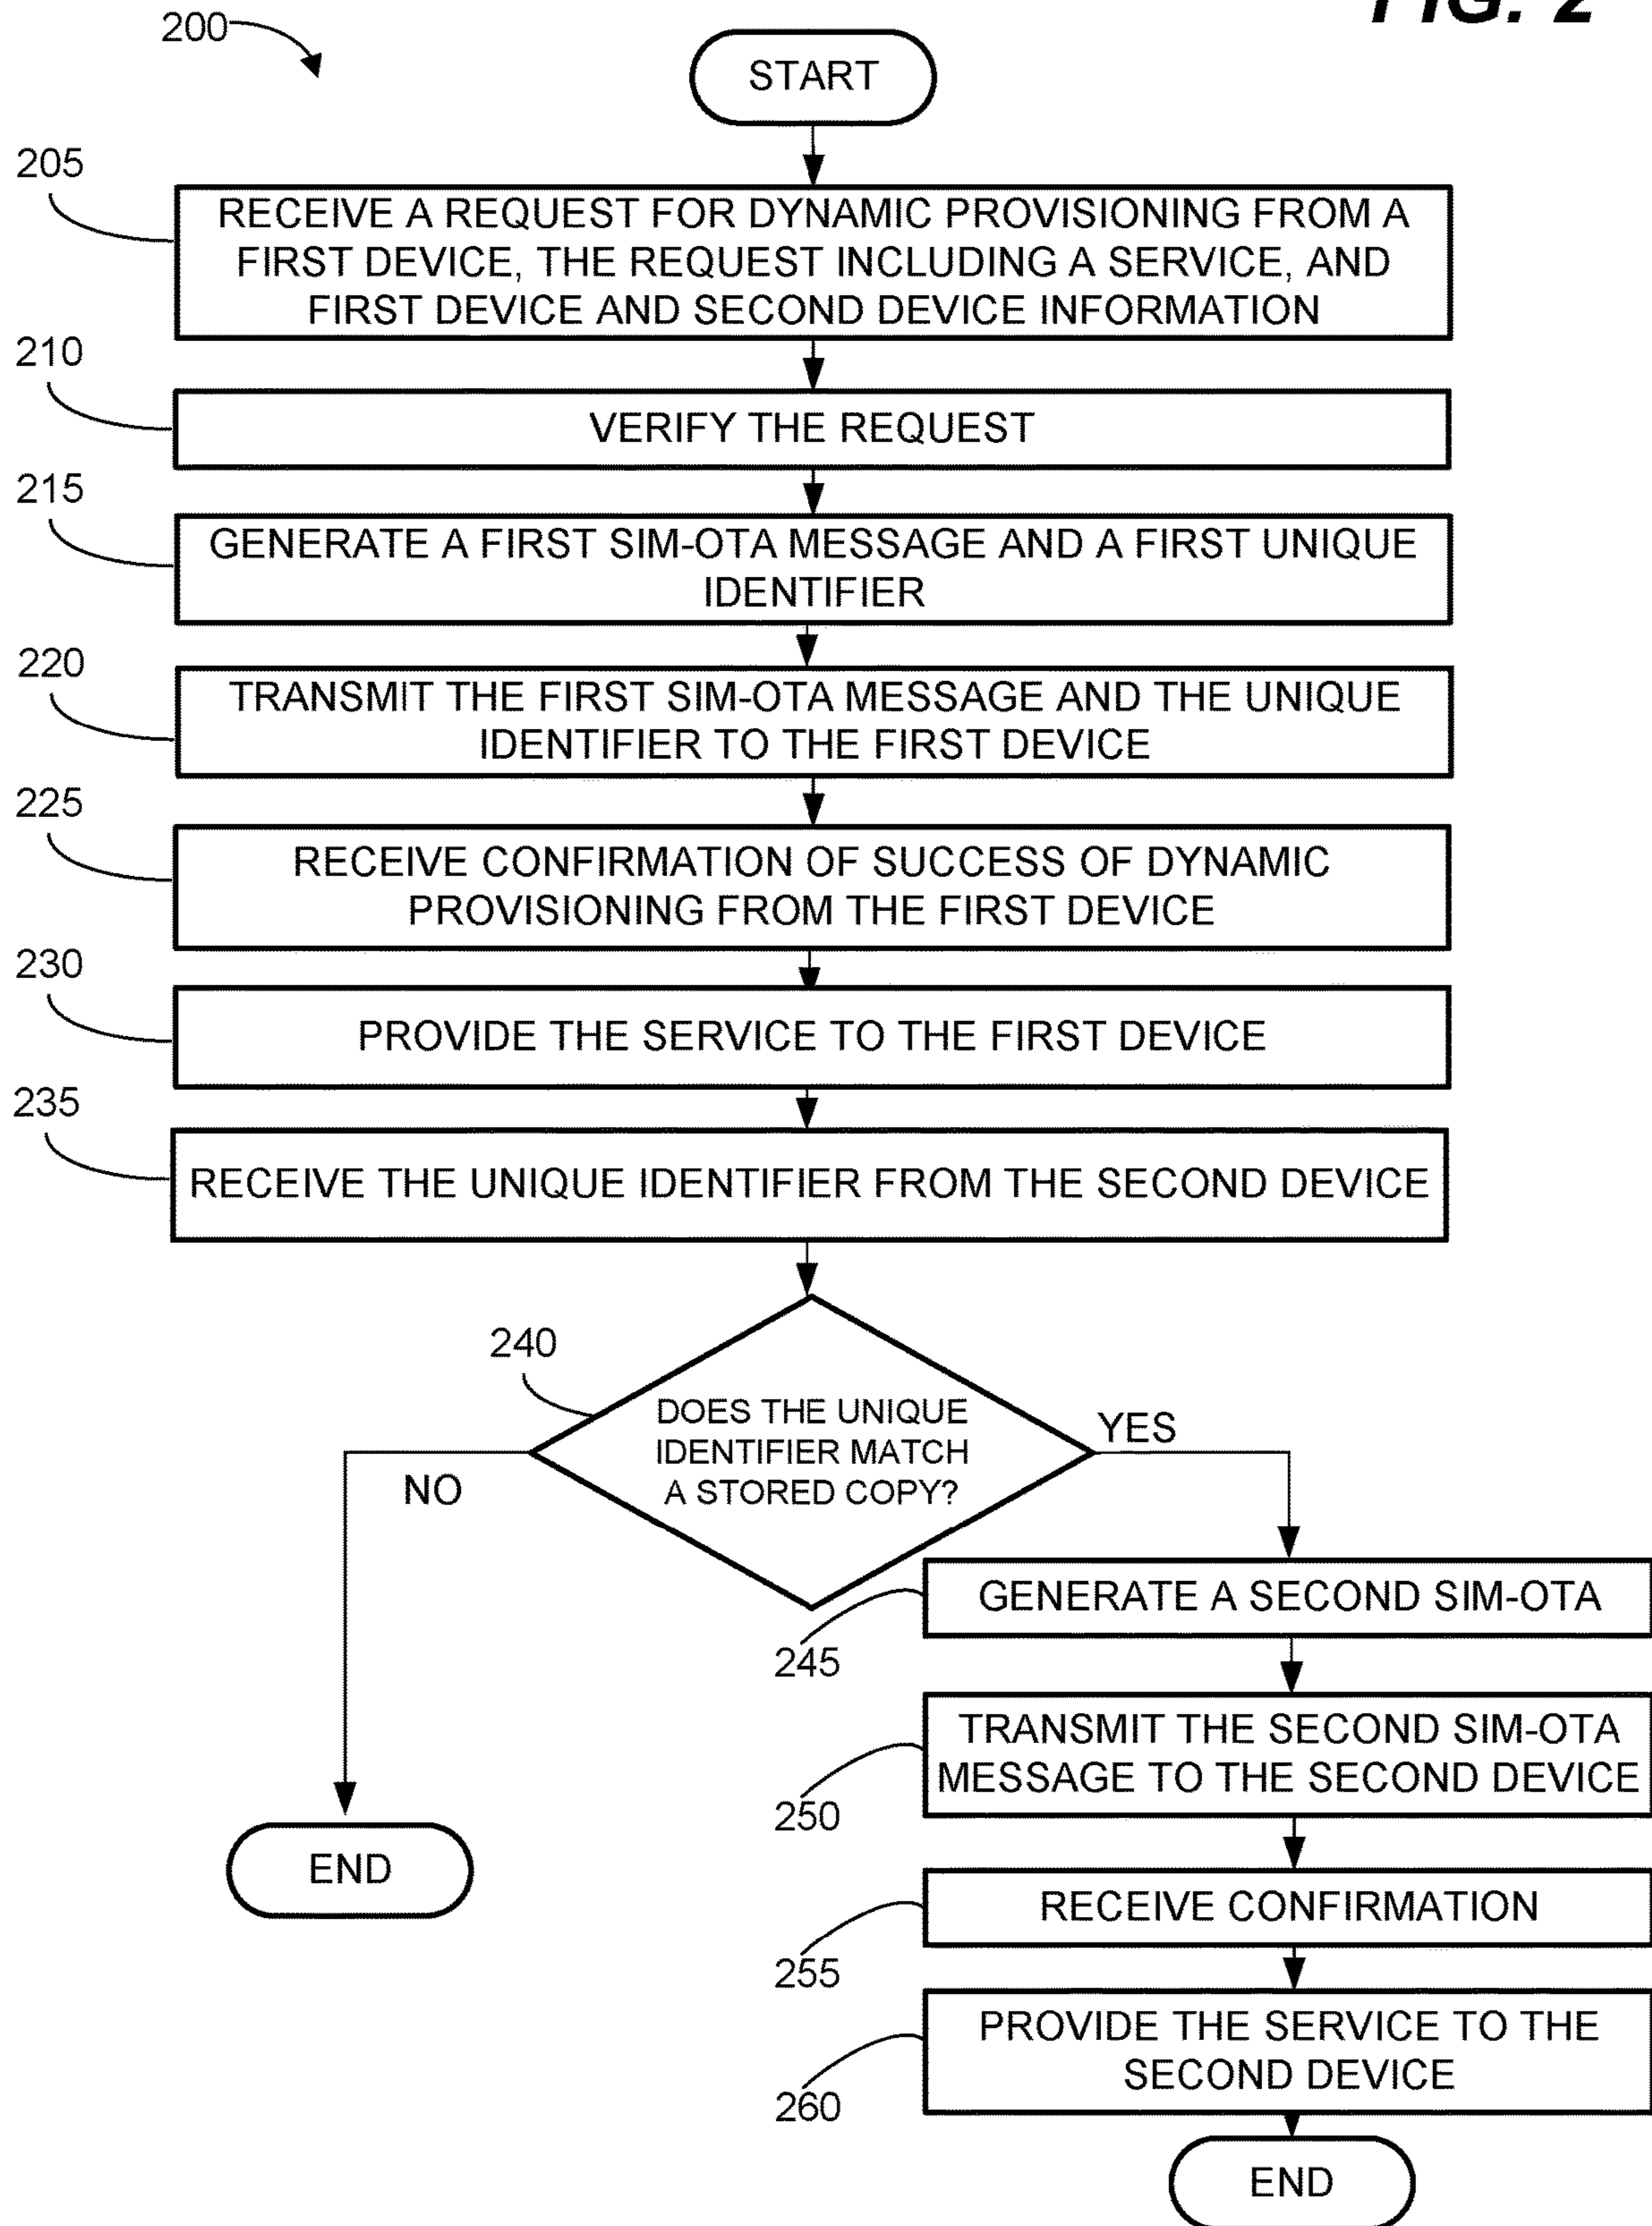 FIG. 2
200
START
205
RECEIVE A REQUEST FOR DYNAMIC PROVISIONING FROM A
FIRST DEVICE, THE REQUEST INCLUDING A SERVICE, AND
FIRST DEVICE AND SECOND DEVICE INFORMATION
210
VERIFY THE REQUEST
215
GENERATE A FIRST SIM-OTA MESSAGE AND A FIRST UNIQUE
IDENTIFIER
220
TRANSMIT THE FIRST SIM-OTA MESSAGE AND THE UNIQUE
IDENTIFIER TO THE FIRST DEVICE
225
RECEIVE CONFIRMATION OF SUCCESS OF DYNAMIC
PROVISIONING FROM THE FIRST DEVICE
230
PROVIDE THE SERVICE TO THE FIRST DEVICE
235
RECEIVE THE UNIQUE IDENTIFIER FROM THE SECOND DEVICE
240
DOES THE UNIQUE
IDENTIFIER MATCH
A STORED COPY?
YES
NO
GENERATE A SECOND SIM-OTA
245
TRANSMIT THE SECOND SIM-OTA
MESSAGE TO THE SECOND DEVICE
250
END
RECEIVE CONFIRMATION
255
PROVIDE THE SERVICE TO THE
SECOND DEVICE
260
END